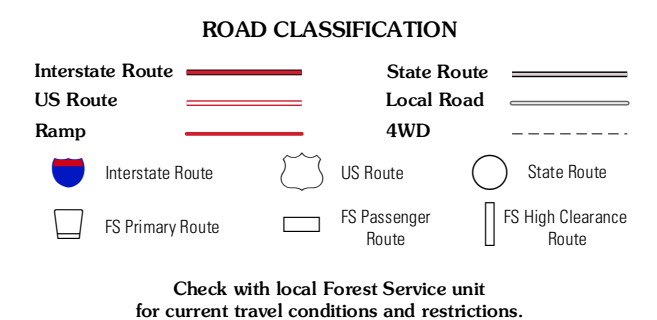 ROAD CLASSIFICATION
Interstate Route
State Route
US Route
Local Road
Ramp
4WD
Interstate Route
US Route
State Route
FS Primary Route
FS Passenger
Route
FS High Clearance
Route
Check with local Forest Service unit
for current travel conditions and restrictions.